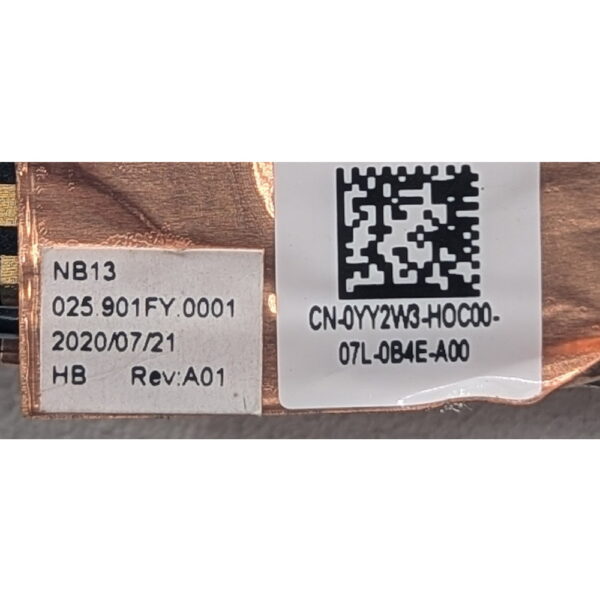 NB13
025.901FY.0001
2020/07/21
HB Rev:A01
CN-0YY2W3-HOC00-
07L-0B4E-A00